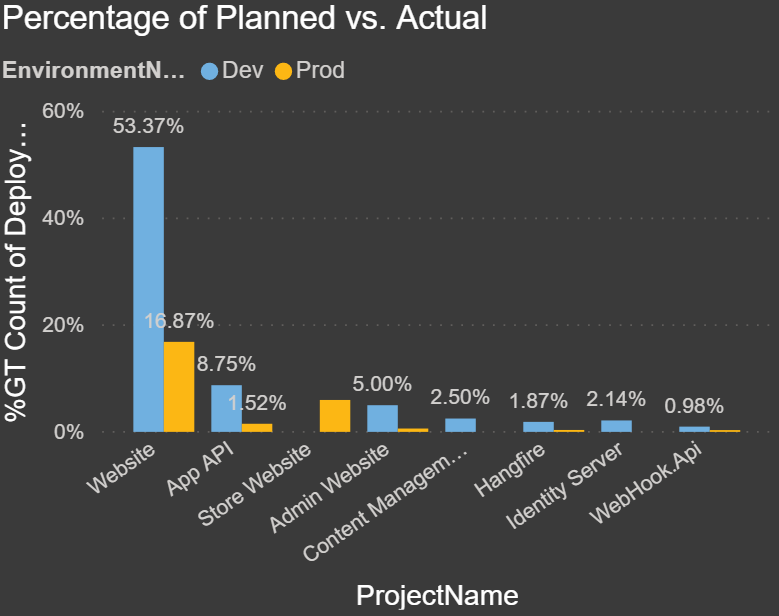 Percentage of Planned vs. Actual
EnvironmentN... Dev Prod
%GT Count of Deploy...
60%
40%
20%
0%
53.37%
16.87%
8.75%
1.52%
5.00%
2.50%
1.87%
2.14%
0.98%
Website
App API
Store Website
Admin Website
Content Managem...
Hangfire
Identity Server
WebHook.Api
ProjectName